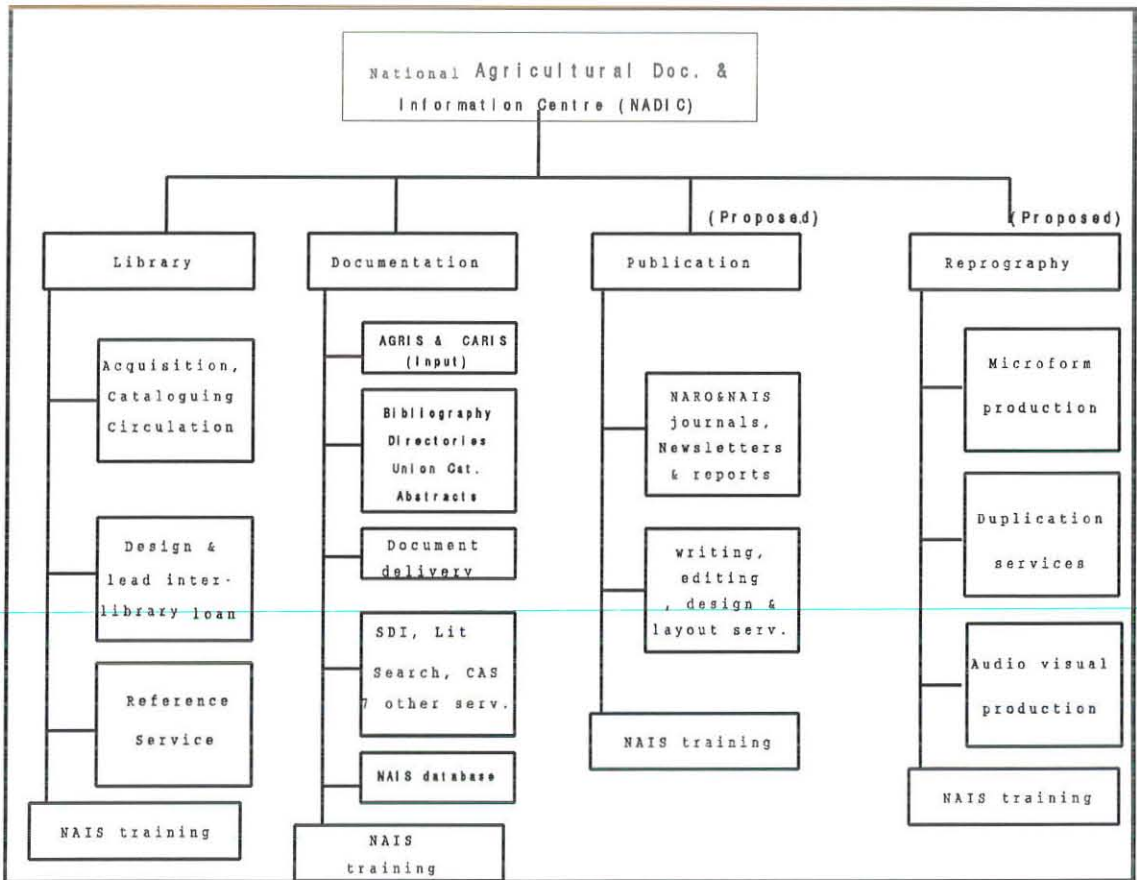 National Agricultural Doc. &
Information Centre (NADIC)
(Proposed)
(Proposed)
Library
Documentation
Publication
Reprography
Acquisition,
Cataloguing
Circulation
Design &
lead inter-
library loan
Reference
Service
NAIS training
AGRIS & CARIS
(Input)
Bibliography
Directories
Union Cat.
Abstracts
Document
delivery
SDI, Lit
Search, CAS
7 other serv.
NAIS database
NAIS
training
NARO&NAIS
journals,
Newsletters
& reports
writing,
editing
, design &
layout serv.
NAIS training
Microform
production
Duplication
services
Audio visual
production
NAIS training